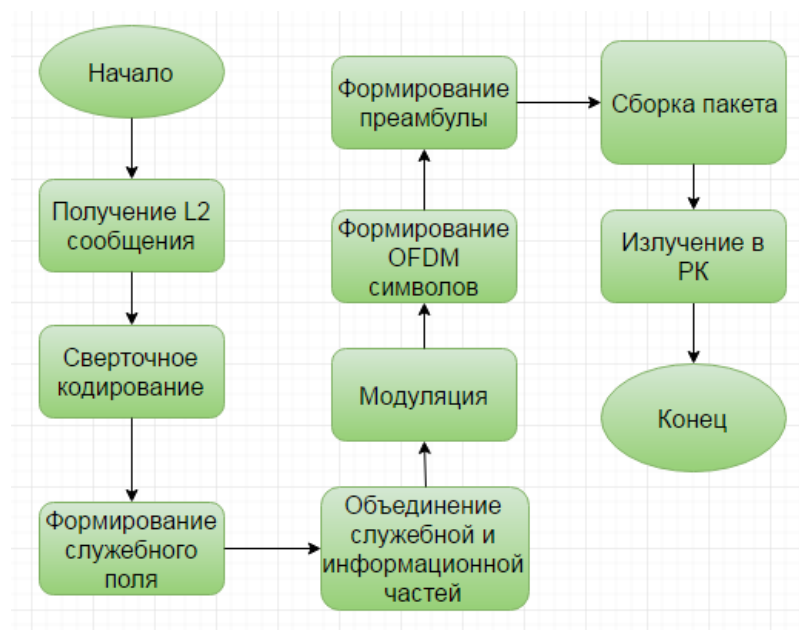 Начало
Получение L2
сообщения
Сверточное
кодирование
Формирование
служебного
поля
Объединение
служебной и
информационной
частей
Модуляция
Формирование
OFDM
символов
Формирование
преамбулы
Сборка пакета
Излучение в
РК
Конец